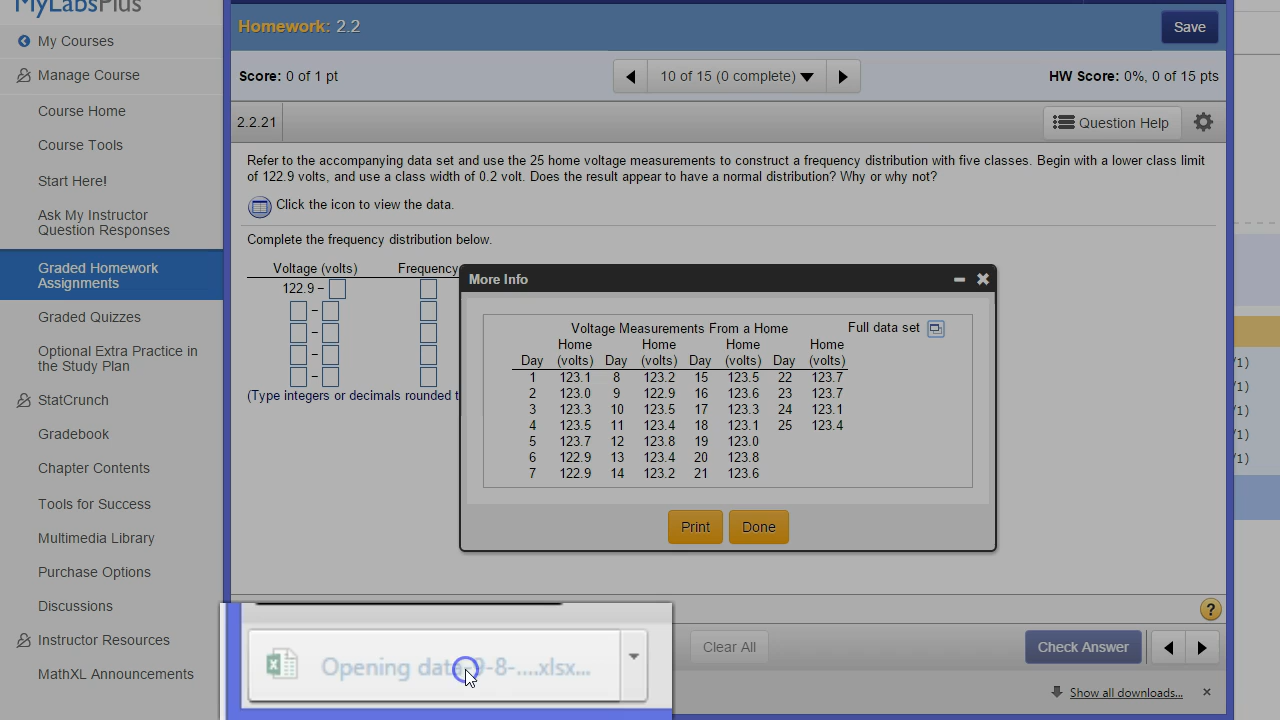 MyLabsPlus
My Courses
Manage Course
Course Home
Course Tools
Start Here!
Ask My Instructor
Question Responses
Graded Homework
Assignments
Graded Quizzes
Optional Extra Practice in
the Study Plan
StatCrunch
Gradebook
Chapter Contents
Tools for Success
Multimedia Library
Purchase Options
Discussions
Instructor Resources
MathXL Announcements
Homework: 2.2
Save
Score: 0 of 1 pt
10 of 15 (0 complete)
HW Score: 0%, 0 of 15 pts
2.2.21
Question Help
Refer to the accompanying data set and use the 25 home voltage measurements to construct a frequency distribution with five classes. Begin with a lower class limit
of 122.9 volts, and use a class width of 0.2 volt. Does the result appear to have a normal distribution? Why or why not?
Click the icon to view the data.
Complete the frequency distribution below.
Voltage (volts) Frequency
122.9 –
–
–
–
–
(Type integers or decimals rounded t
More Info
Voltage Measurements From a Home Full data set
Home Home Home Home
Day (volts) Day (volts) Day (volts) Day (volts)
1 123.1 8 123.2 15 123.5 22 123.7
2 123.0 9 122.9 16 123.6 23 123.7
3 123.3 10 123.5 17 123.3 24 123.1
4 123.5 11 123.4 18 123.1 25 123.4
5 123.7 12 123.8 19 123.0
6 122.9 13 123.4 20 123.8
7 122.9 14 123.2 21 123.6
Print Done
/1)
/1)
/1)
/1)
/1)
?
Clear All
Check Answer
Opening data-9-8-....xlsx...
Show all downloads...